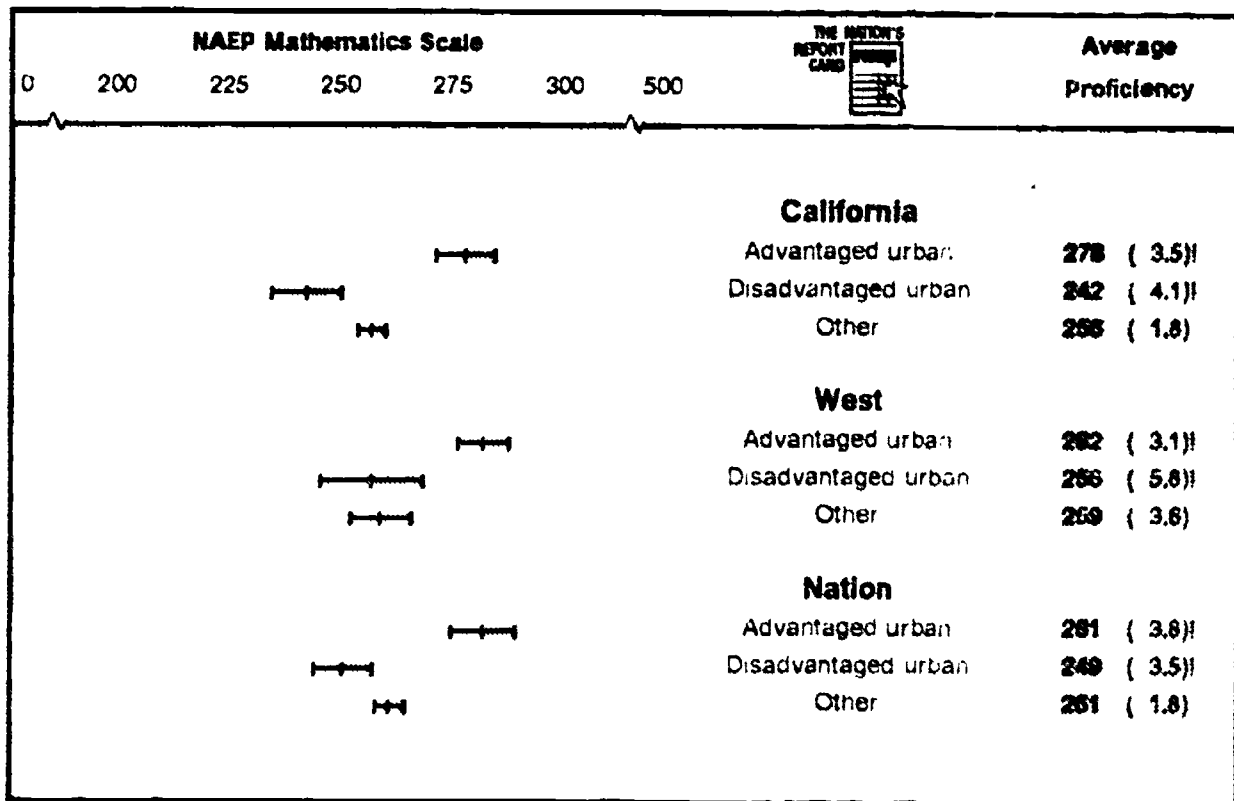 NAEP Mathematics Scale
THE NATION'S
REPORT
CARD
Average
Proficiency
0 200 225 250 275 300 500
California
Advantaged urban 278 ( 3.5)!
Disadvantaged urban 242 ( 4.1)!
Other 256 ( 1.8)
West
Advantaged urban 282 ( 3.1)!
Disadvantaged urban 256 ( 5.8)!
Other 259 ( 3.6)
Nation
Advantaged urban 281 ( 3.8)!
Disadvantaged urban 249 ( 3.5)!
Other 261 ( 1.8)